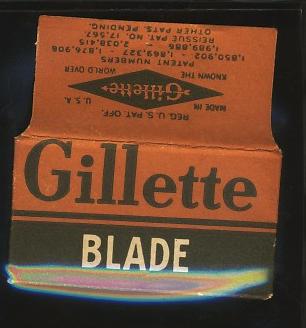 OTHER PATS. PENDING.
REISSUE PAT. NO. 17,567.
1,989,886 - 2,038,415
1,850,902 - 1,869,327 - 1,876,906
PATENT NUMBERS
KNOWN THE WORLD OVER
Gillette
MADE IN U.S.A.
REG. U.S. PAT. OFF.
Gillette
BLADE